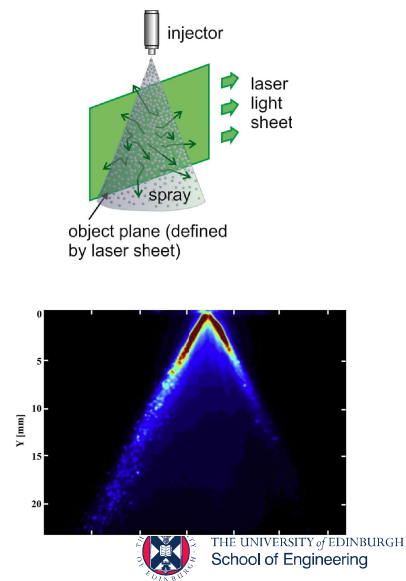 injector
laser
light
sheet
spray
object plane (defined
by laser sheet)
0
5
10
15
20
Y [mm]
THE UNIVERSITY of EDINBURGH
School of Engineering